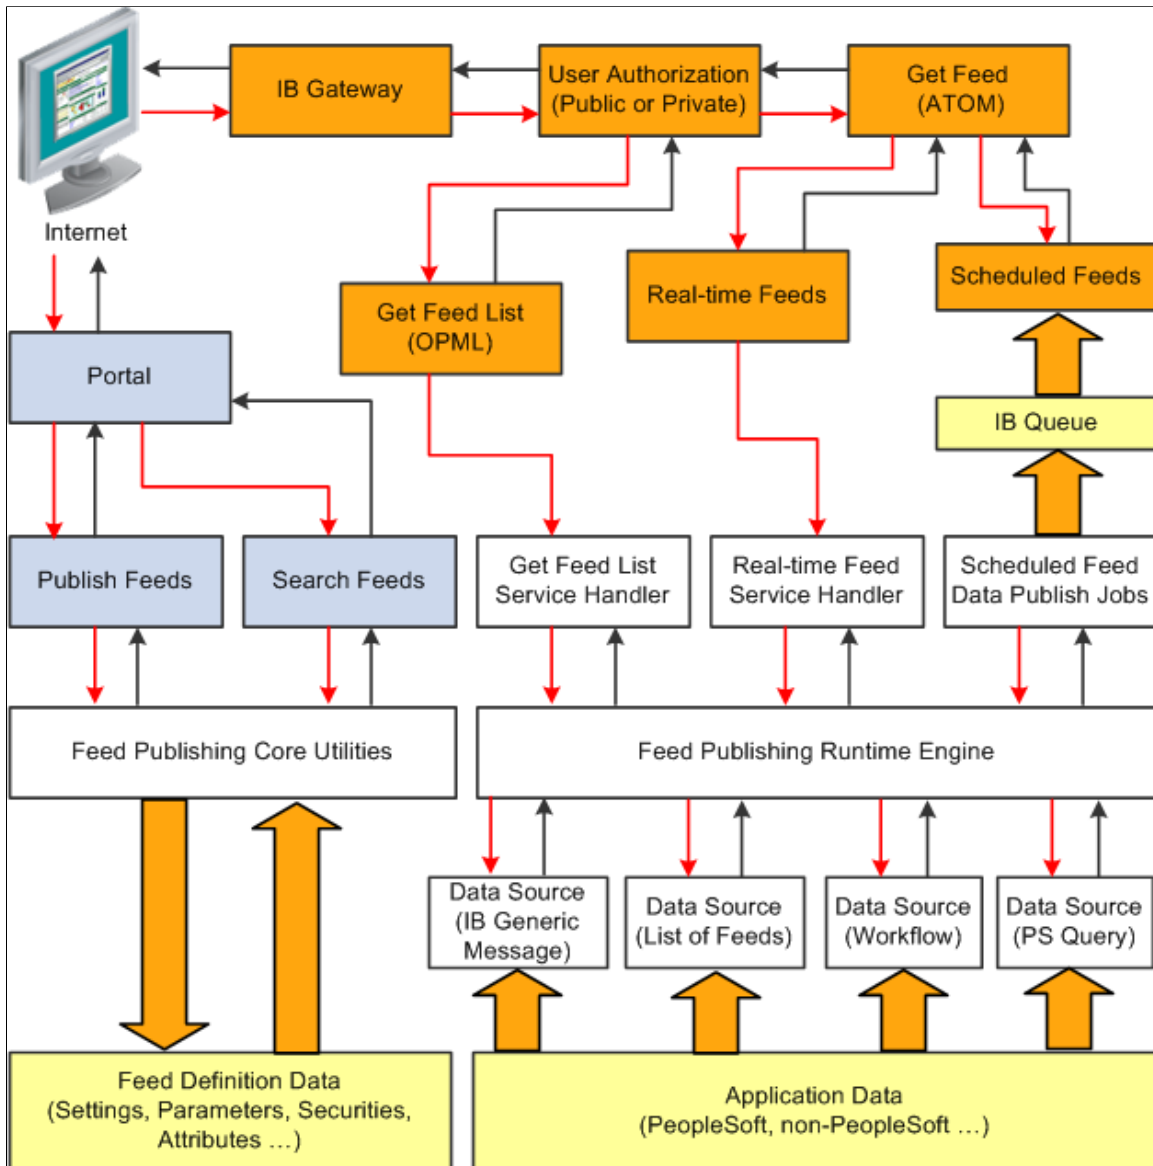 IB Gateway
User Authorization
(Public or Private)
Get Feed
(ATOM)
Internet
Get Feed List
(OPML)
Real-time Feeds
Scheduled Feeds
Portal
IB Queue
Publish Feeds
Search Feeds
Get Feed List
Service Handler
Real-time Feed
Service Handler
Scheduled Feed
Data Publish Jobs
Feed Publishing Core Utilities
Feed Publishing Runtime Engine
Data Source
(IB Generic
Message)
Data Source
(List of Feeds)
Data Source
(Workflow)
Data Source
(PS Query)
Feed Definition Data
(Settings, Parameters, Securities,
Attributes …)
Application Data
(PeopleSoft, non-PeopleSoft …)